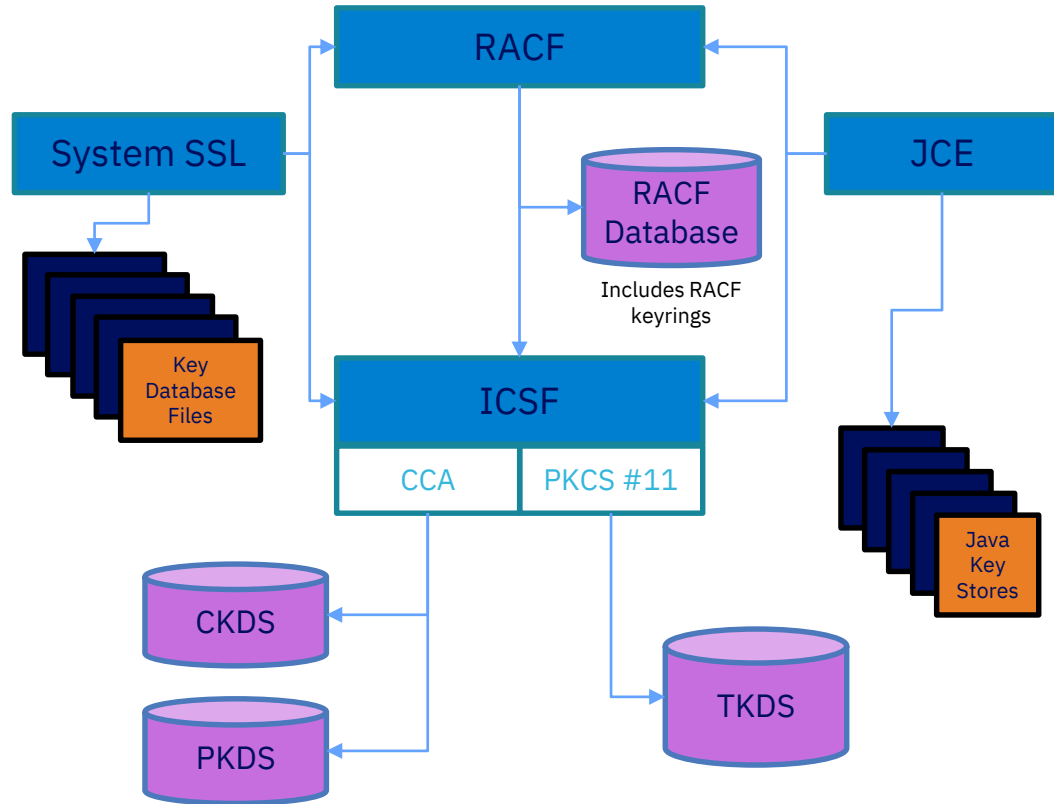 RACF
System SSL
JCE
RACF
Database
Includes RACF
keyrings
Key
Database
Files
ICSF
CCA
PKCS #11
Java
Key
Stores
CKDS
TKDS
PKDS